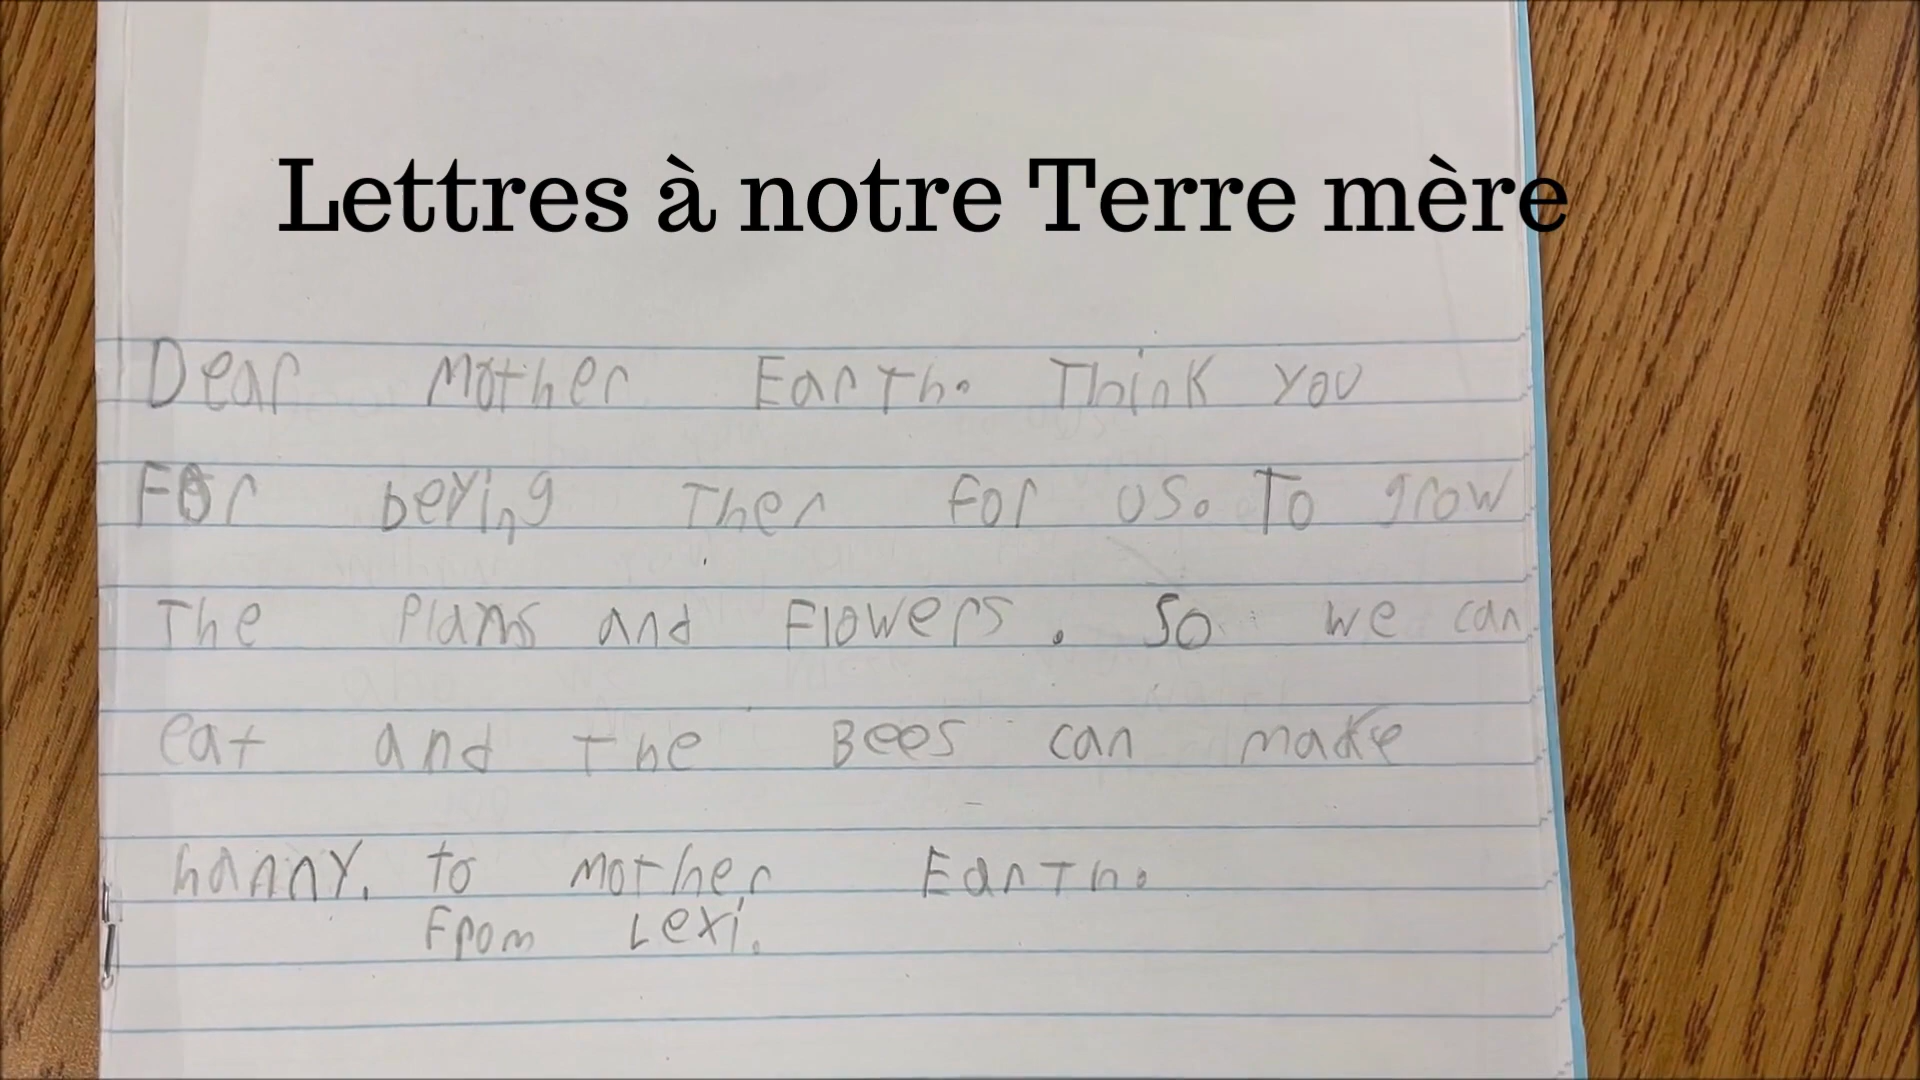 Lettres à notre Terre mère
Dear Mother Earth. Think you
For beying Ther For us. To grow
The Plans and Flowers. So we can
eat and The Bees can make
hanny. to Mother Earth.
From Lexi.